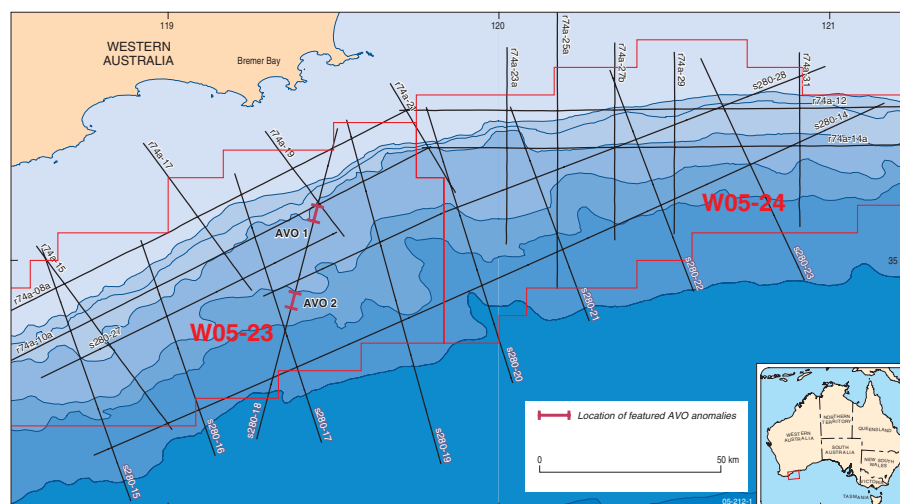 119
120
121
WESTERN
AUSTRALIA
Bremer Bay
r74a-17
r74a-19
r74a-2
r74a-23a
r74a-25a
r74a-27b
r74a-29
r74a-31
s280-28
r74a-12
s280-14
r74a-14a
W05-24
AVO 1
r74a-15
r74a-08a
35
AVO 2
s280-23
s280-22
s280-21
W05-23
r74a-10a
s280-27
s280-20
s280-16
s280-18
s280-17
s280-19
s280-15
Location of featured AVO anomalies
0
50 km
05-212-1
WESTERN
AUSTRALIA
NORTHERN
TERRITORY
QUEENSLAND
SOUTH
AUSTRALIA
NEW SOUTH
WALES
VICTORIA
TASMANIA